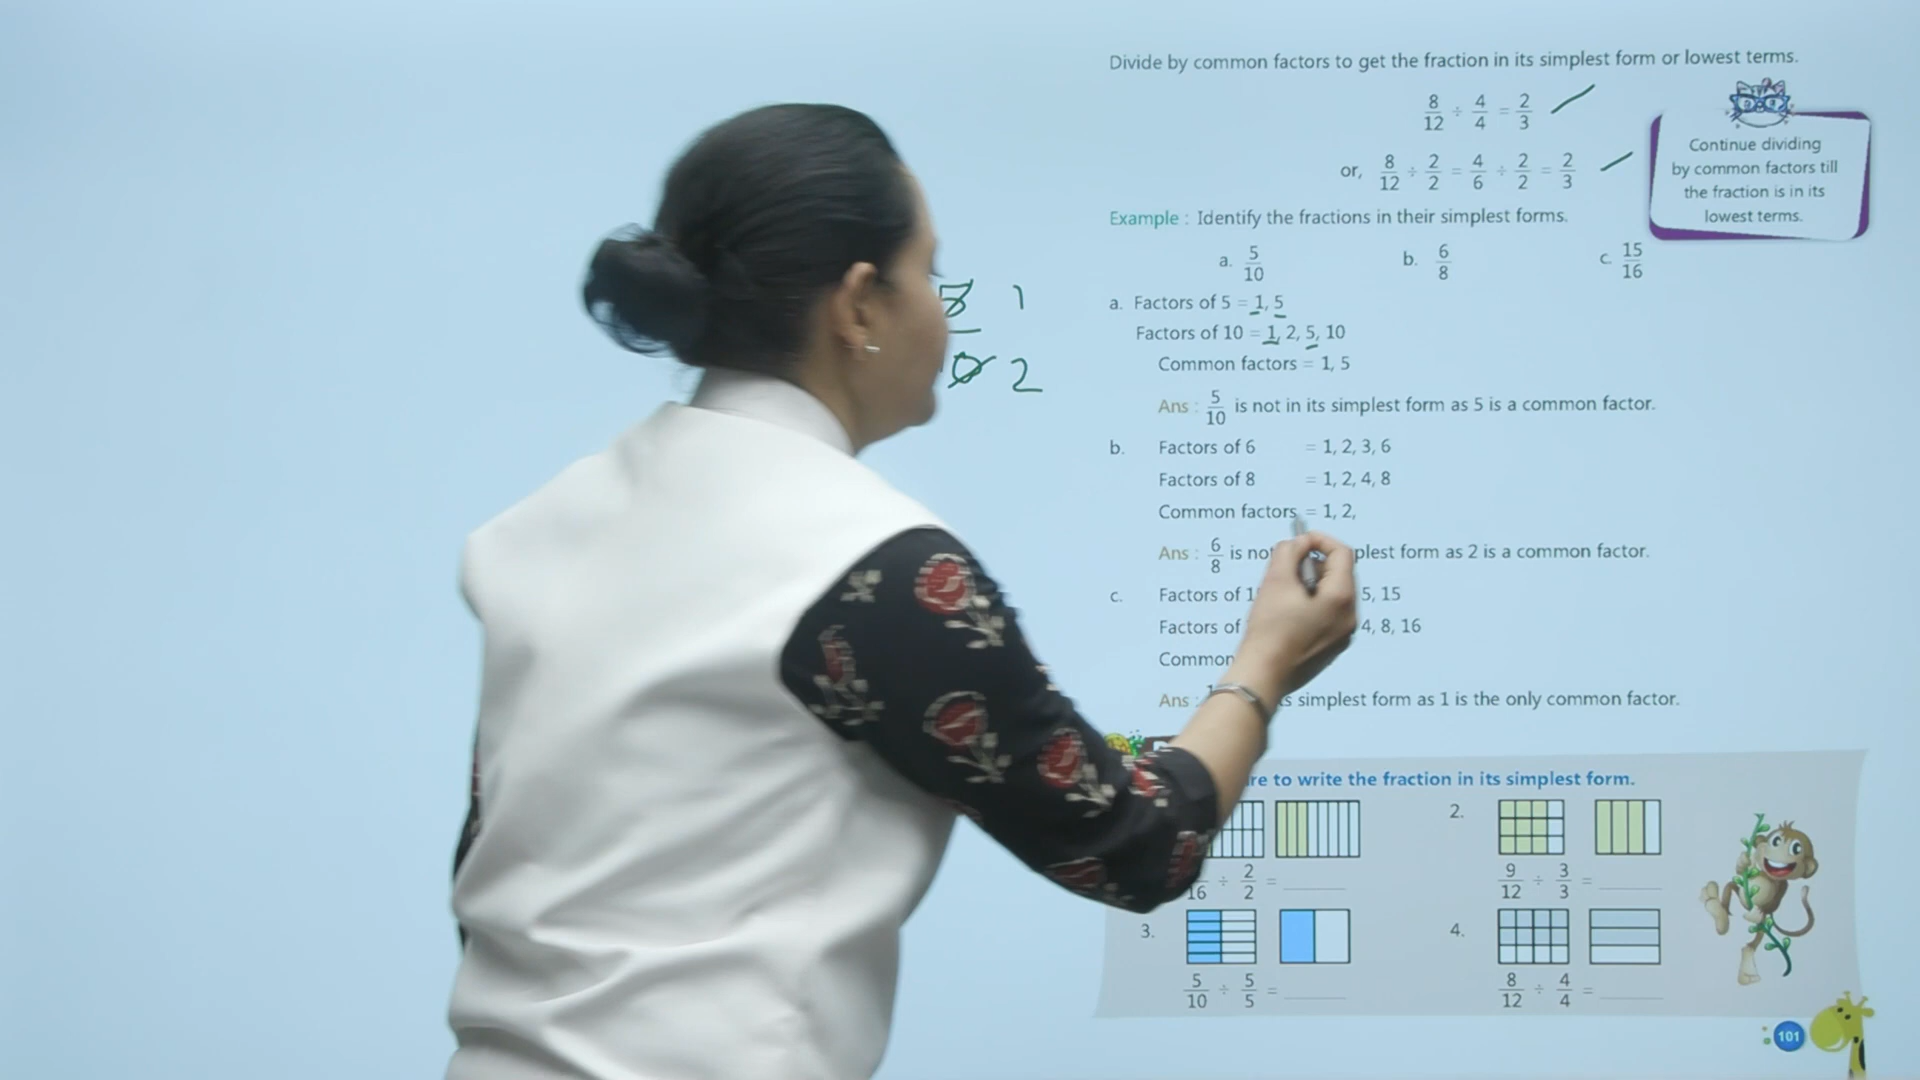 Divide by common factors to get the fraction in its simplest form or lowest terms.
8/12 ÷ 4/4 = 2/3
or, 8/12 ÷ 2/2 = 4/6 ÷ 2/2 = 2/3
Continue dividing
by common factors till
the fraction is in its
lowest terms.
Example : Identify the fractions in their simplest forms.
a. 5/10 b. 6/8 c. 15/16
5 1
0 2
a. Factors of 5 = 1, 5
Factors of 10 = 1, 2, 5, 10
Common factors = 1, 5
Ans : 5/10 is not in its simplest form as 5 is a common factor.
b. Factors of 6 = 1, 2, 3, 6
Factors of 8 = 1, 2, 4, 8
Common factors = 1, 2,
Ans : 6/8 is not plest form as 2 is a common factor.
c. Factors of 1 5, 15
Factors of 4, 8, 16
Common
Ans : simplest form as 1 is the only common factor.
re to write the fraction in its simplest form.
2.
16 ÷ 2/2 = ______
9/12 ÷ 3/3 = ______
3.
4.
5/10 ÷ 5/5 = ______
8/12 ÷ 4/4 = ______
101